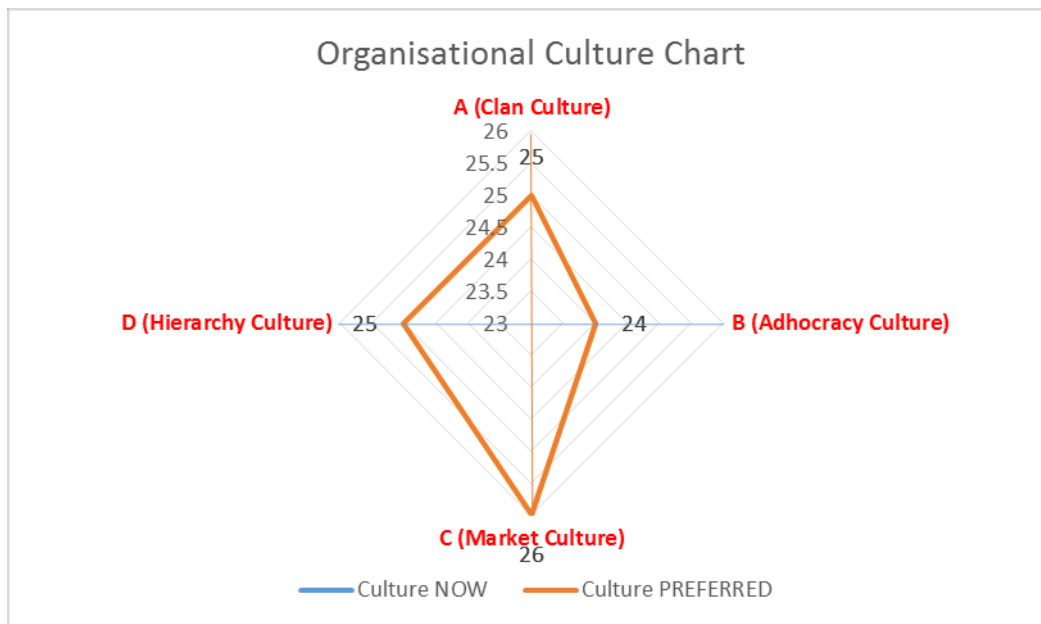 Organisational Culture Chart
A (Clan Culture)
26
25
25.5
25
24.5
24
D (Hierarchy Culture) 25 23 24 B (Adhocracy Culture)
23.5
C (Market Culture)
26
Culture NOW Culture PREFERRED